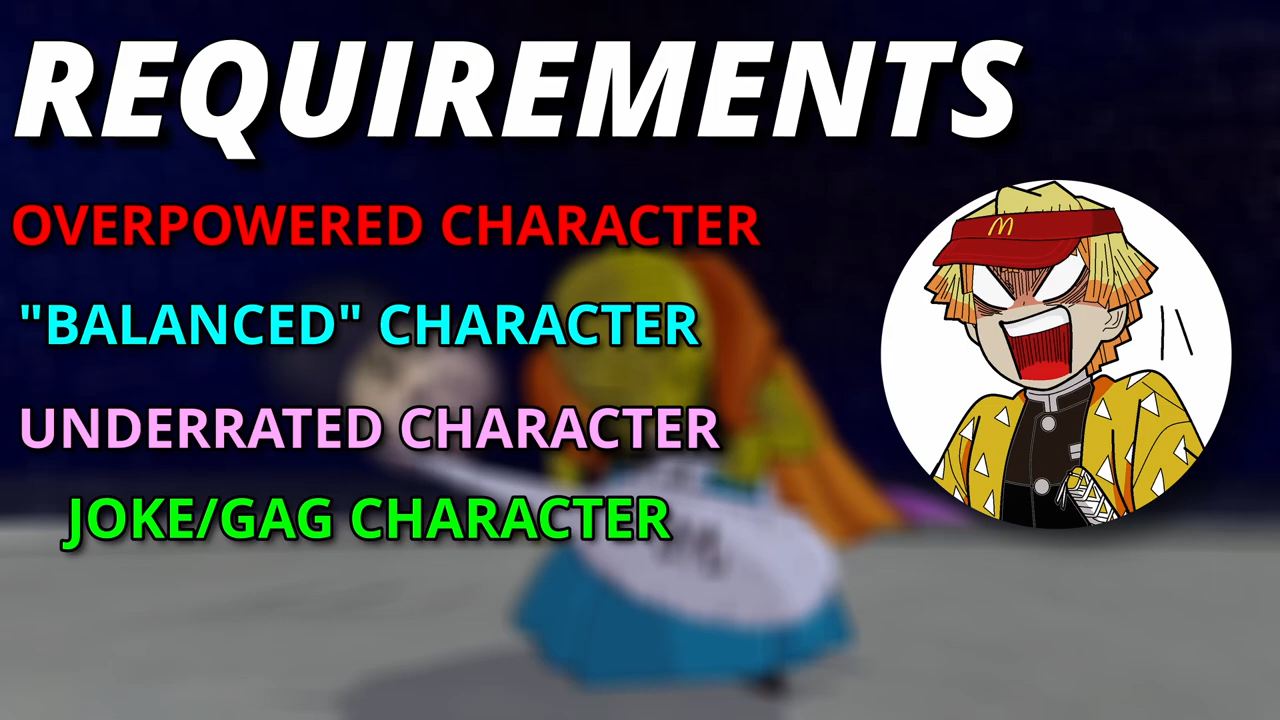 REQUIREMENTS
OVERPOWERED CHARACTER
"BALANCED" CHARACTER
UNDERRATED CHARACTER
JOKE/GAG CHARACTER